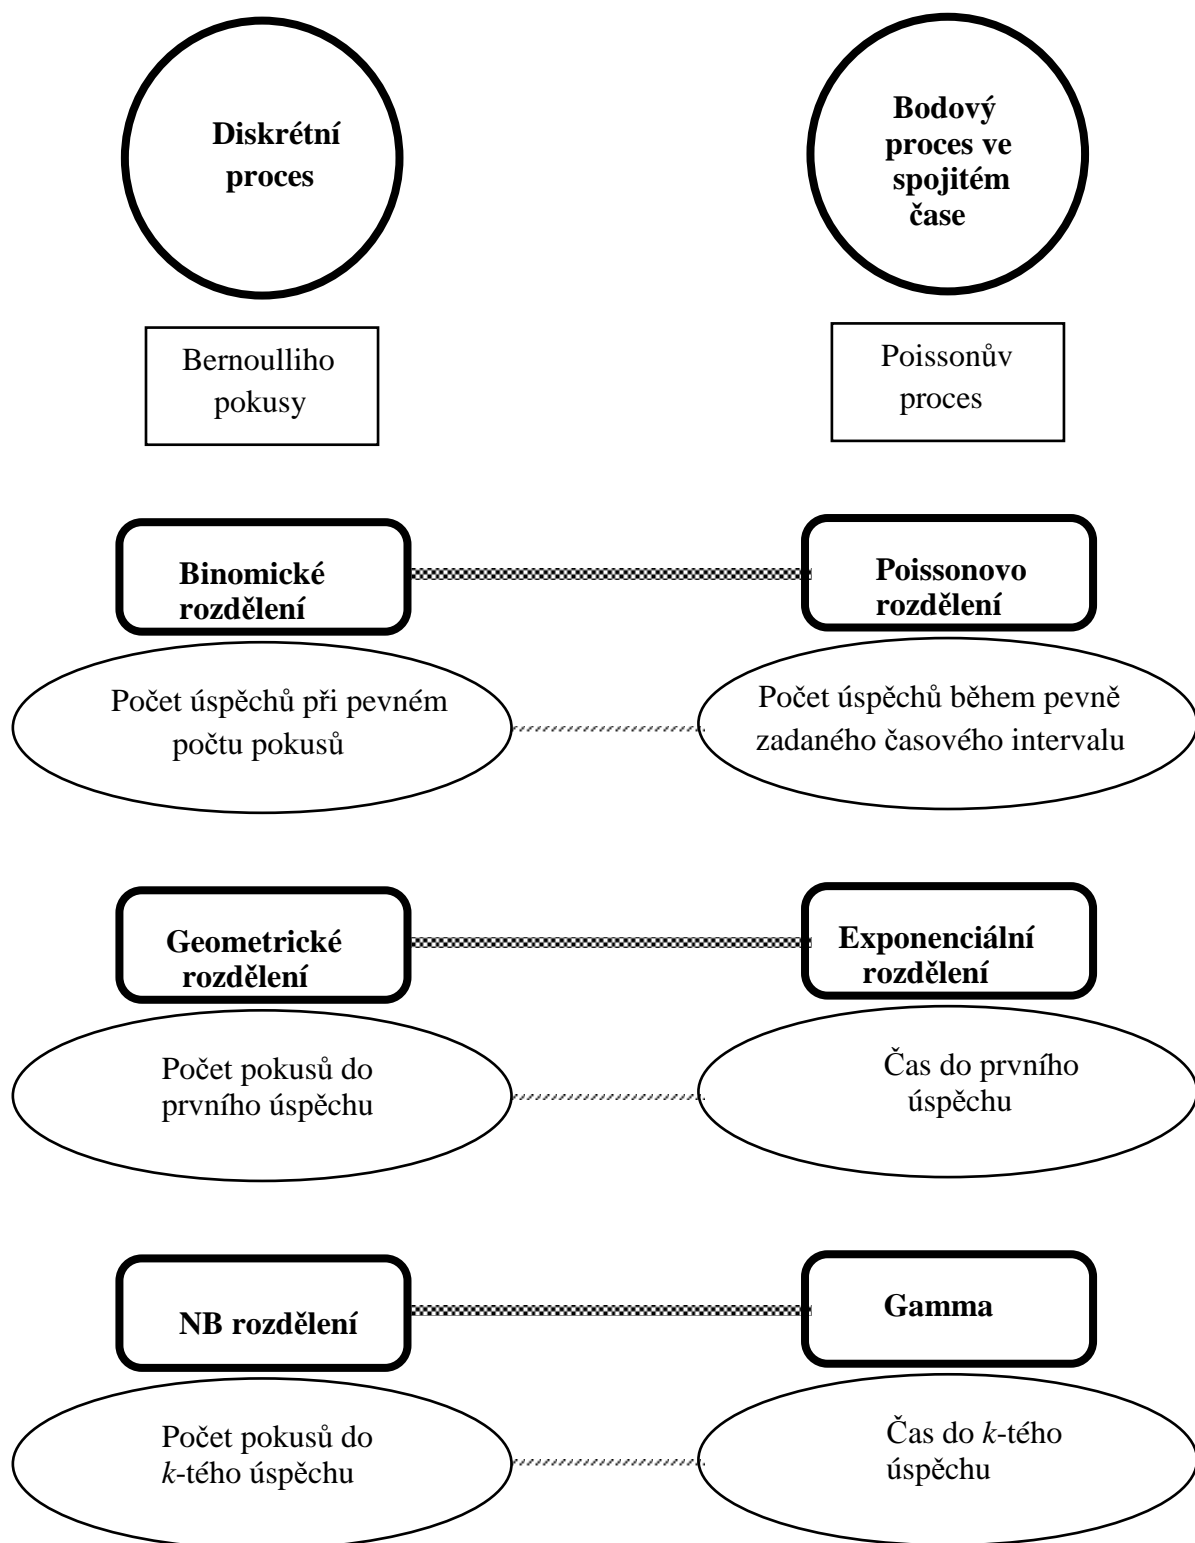 Diskrétní
proces
Bodový
proces ve
spojitém
čase
Bernoulliho
pokusy
Poissonův
proces
Binomické
rozdělení
Poissonovo
rozdělení
Počet úspěchů při pevném
počtu pokusů
Počet úspěchů během pevně
zadaného časového intervalu
Geometrické
rozdělení
Exponenciální
rozdělení
Počet pokusů do
prvního úspěchu
Čas do prvního
úspěchu
NB rozdělení
Gamma
Počet pokusů do
k-tého úspěchu
Čas do k-tého
úspěchu